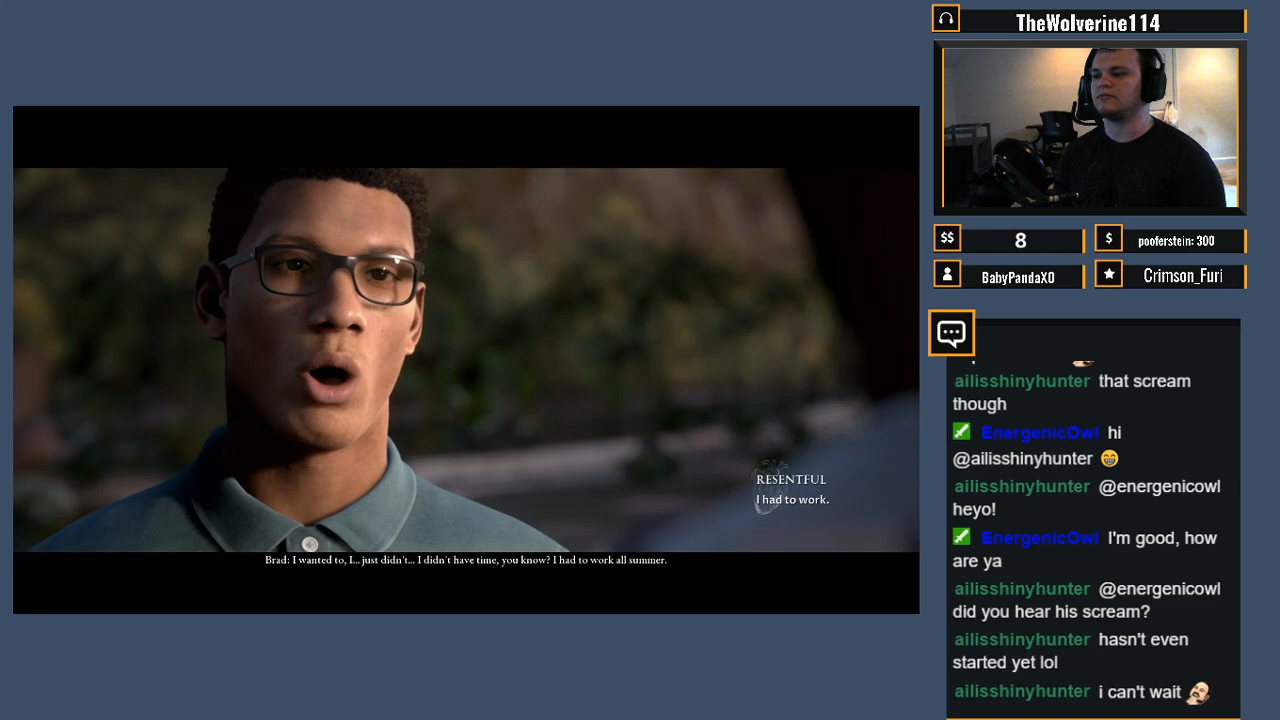 TheWolverine114
$$
8
$
pooferstein: 300
BabyPandaXO
Crimson_Furi
ailisshinyhunter that scream
though
EnergenicOwl hi
@ailisshinyhunter 😁
ailisshinyhunter @energenicowl
heyo!
EnergenicOwl I'm good, how
are ya
ailisshinyhunter @energenicowl
did you hear his scream?
ailisshinyhunter hasn't even
started yet lol
ailisshinyhunter i can't wait
RESENTFUL
I had to work.
Brad: I wanted to, I... just didn't... I didn't have time, you know? I had to work all summer.